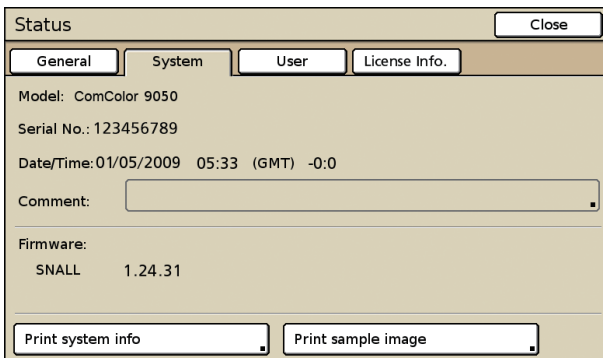 Status Close
General System User License Info.
Model: ComColor 9050
Serial No.: 123456789
Date/Time: 01/05/2009 05:33 (GMT) -0:0
Comment:
Firmware:
SNALL 1.24.31
Print system info Print sample image